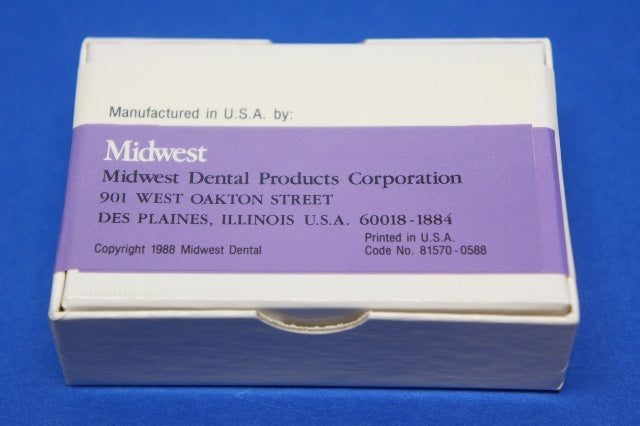 Manufactured in U.S.A. by:
Midwest
Midwest Dental Products Corporation
901 WEST OAKTON STREET
DES PLAINES, ILLINOIS U.S.A. 60018-1884
Copyright 1988 Midwest Dental
Printed in U.S.A.
Code No. 81570-0588